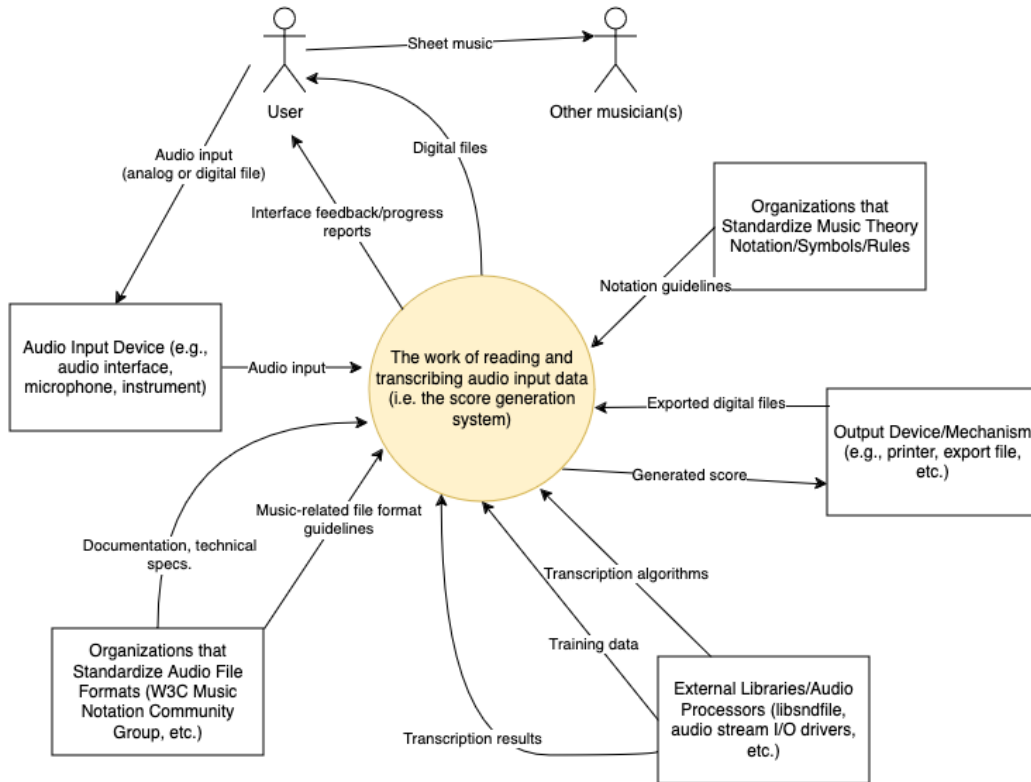 Sheet music
User
Other musician(s)
Digital files
Audio input
(analog or digital file)
Interface feedback/progress
reports
Organizations that
Standardize Music Theory
Notation/Symbols/Rules
Notation guidelines
Audio Input Device (e.g.,
audio interface,
microphone, instrument)
Audio input
The work of reading and
transcribing audio input data
(i.e. the score generation
system)
Exported digital files
Output Device/Mechanism
(e.g., printer, export file,
etc.)
Generated score
Music-related file format
guidelines
Documentation, technical
specs.
Transcription algorithms
Training data
Organizations that
Standardize Audio File
Formats (W3C Music
Notation Community
Group, etc.)
External Libraries/Audio
Processors (libsndfile,
audio stream I/O drivers,
etc.)
Transcription results